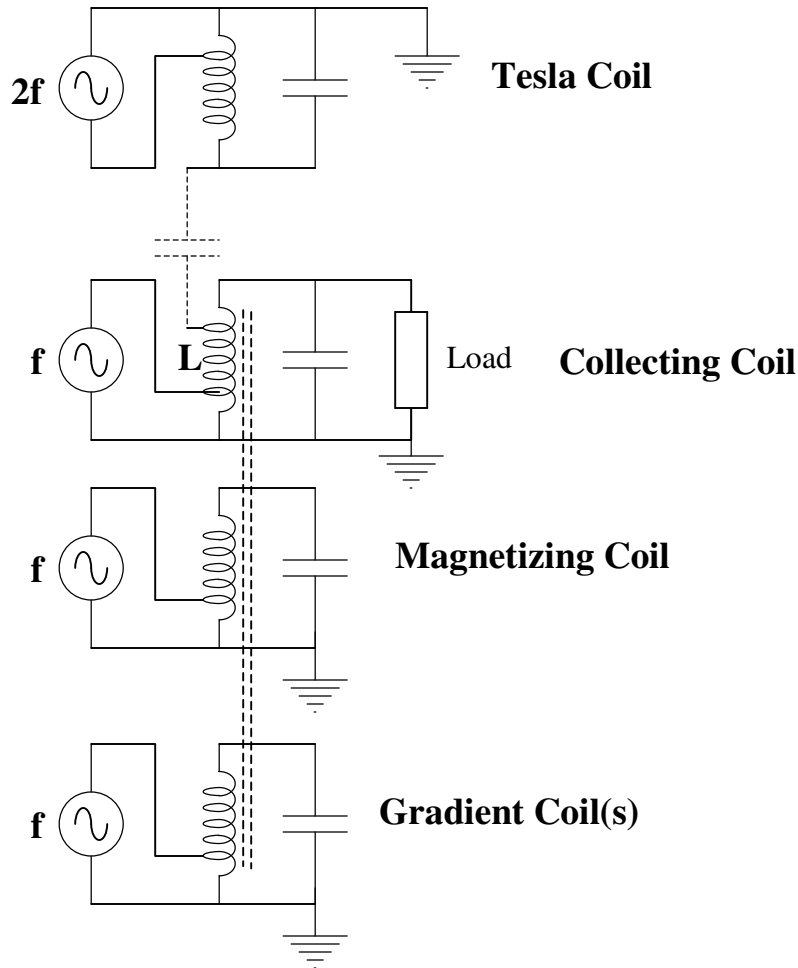 2f
Tesla Coil
f
L
Load
Collecting Coil
f
Magnetizing Coil
f
Gradient Coil(s)